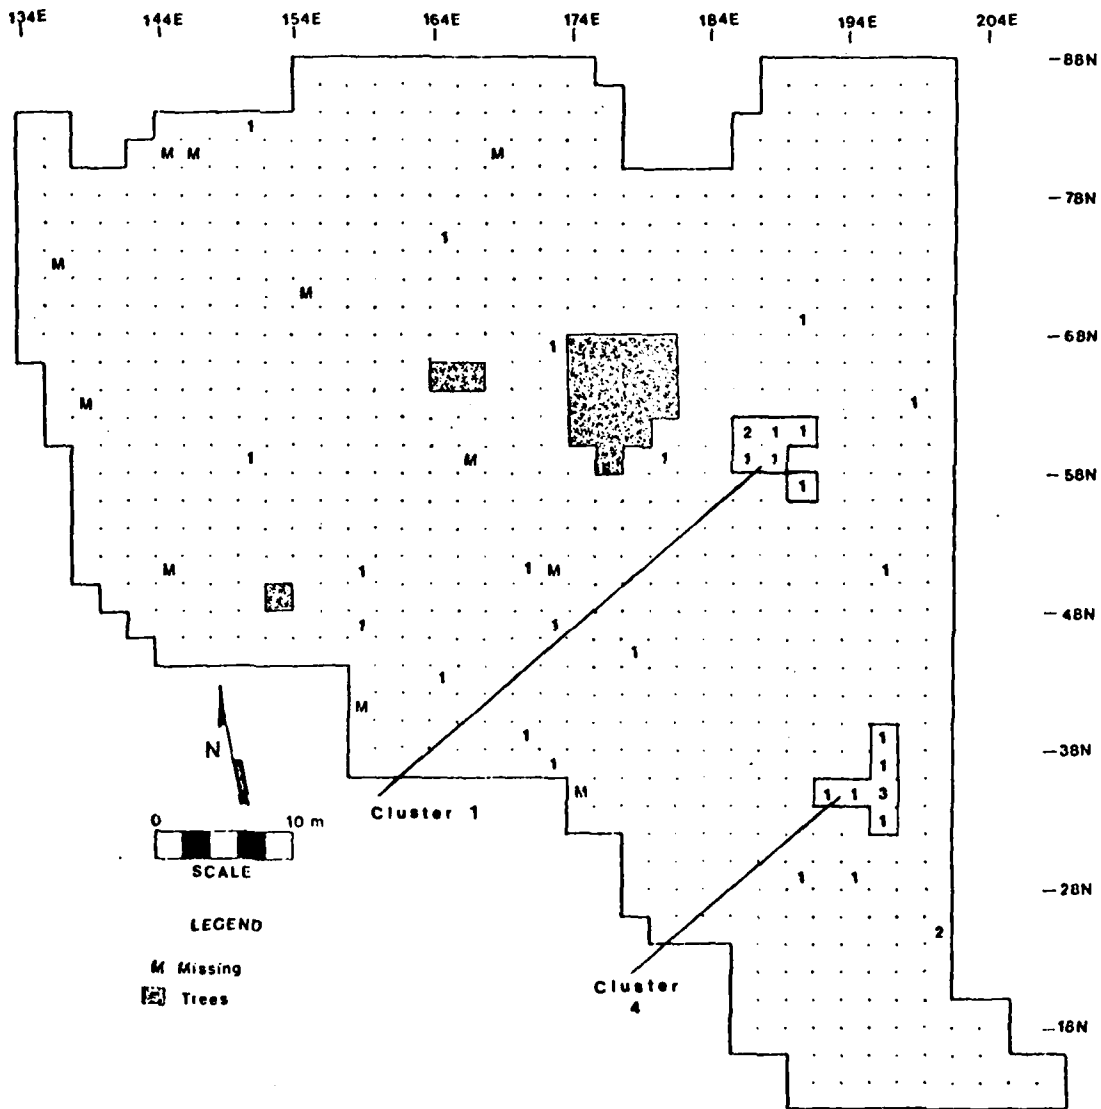 134E 144E 154E 164E 174E 184E 194E 204E
88N
1
M M M
78N
1
M
M
1
68N
1
M 1
2 1 1
1 M 1 1 1
58N
1
M 1 1 M 1
48N
1 1
1
1
M
1 1
38N
1 1
M 1 1 3
Cluster 1
1
0 10 m
SCALE
1 1
28N
LEGEND
2
M Missing
Cluster
4
Trees
18N
N